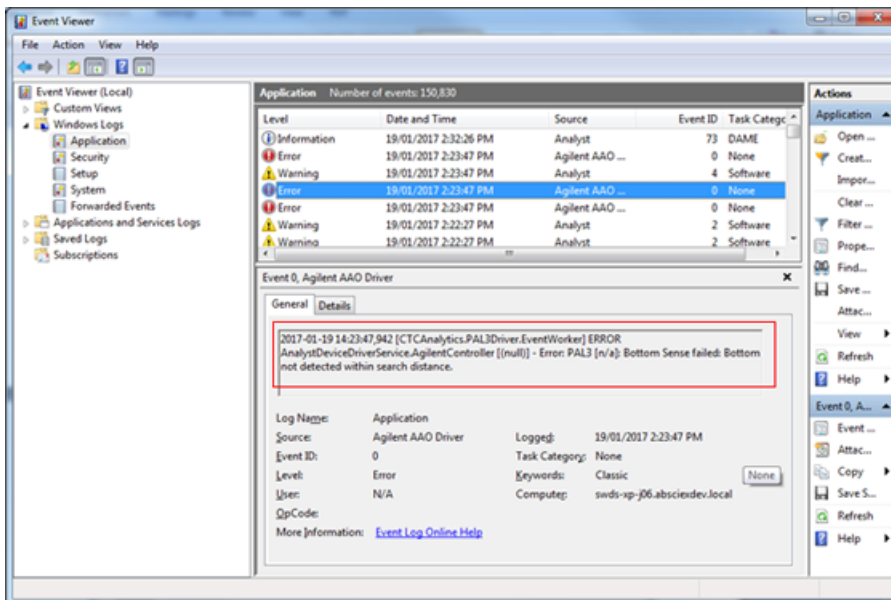 Event Viewer
File Action View Help
Event Viewer (Local)
Custom Views
Windows Logs
Application
Security
Setup
System
Forwarded Events
Applications and Services Logs
Saved Logs
Subscriptions
Application Number of events: 150,830
Level Date and Time Source Event ID Task Catego
Information 19/01/2017 2:32:26 PM Analyst 73 DAME
Error 19/01/2017 2:23:47 PM Agilent AAO ... 0 None
Warning 19/01/2017 2:23:47 PM Analyst 4 Software
Error 19/01/2017 2:23:47 PM Agilent AAO ... 0 None
Error 19/01/2017 2:23:47 PM Agilent AAO ... 0 None
Warning 19/01/2017 2:22:27 PM Analyst 2 Software
Warning 19/01/2017 2:22:27 PM Analyst 2 Software
Event 0, Agilent AAO Driver
General Details
2017-01-19 14:23:47,942 [CTCAnalytics.PAL3Driver.EventWorker] ERROR
AnalystDeviceDriverService.AgilentController [(null)] - Error: PAL3 [n/a]: Bottom Sense failed: Bottom
not detected within search distance.
Log Name: Application
Source: Agilent AAO Driver Logged: 19/01/2017 2:23:47 PM
Event ID: 0 Task Category: None
Level: Error Keywords: Classic
None
User: N/A Computer: swds-xp-j06.absciexdev.local
OpCode:
More Information: Event Log Online Help
Actions
Application
Open ...
Creat...
Impor...
Clear ...
Filter ...
Prope...
Find...
Save ...
Attac...
View
Refresh
Help
Event 0, A...
Event ...
Attac...
Copy
Save S...
Refresh
Help